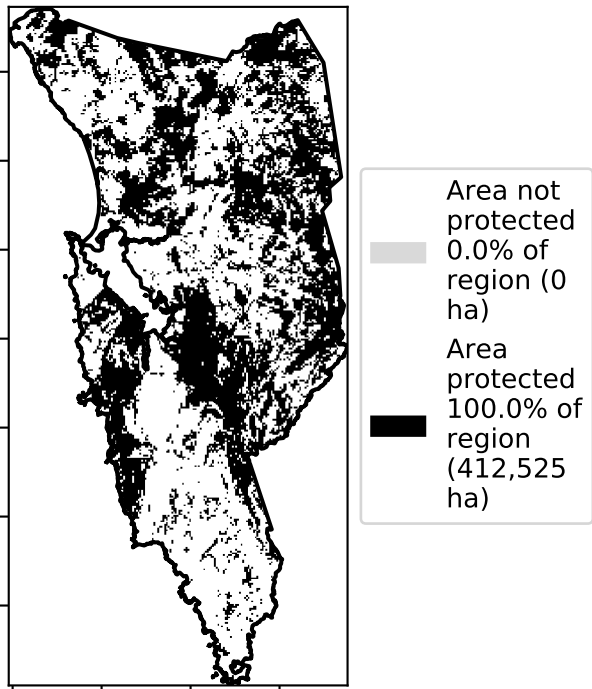 Area not
protected
0.0% of
region (0
ha)
Area
protected
100.0% of
region
(412,525
ha)